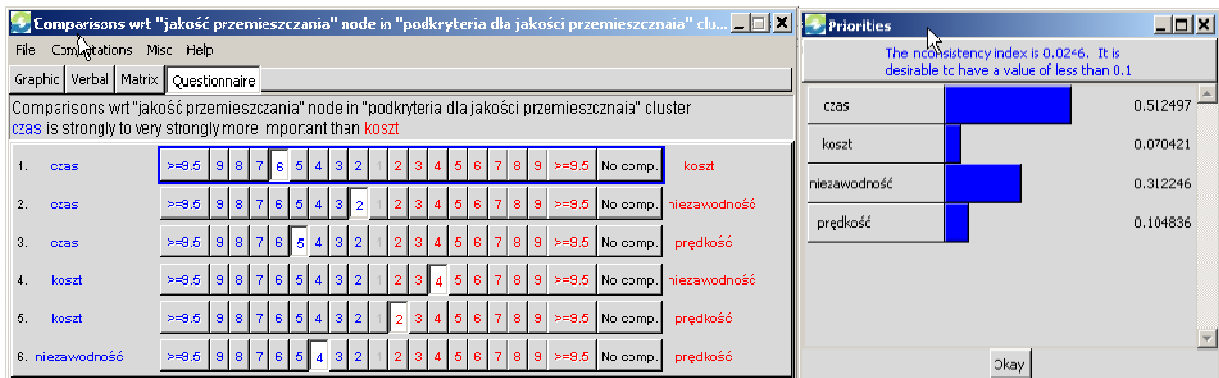 Comparisons wrt "jakość przemieszczania" node in "podkryteria dla jakości przemieszcznaia" clu...
File Computations Misc Help
Graphic Verbal Matrix Questionnaire
Comparisons wrt "jakość przemieszczania" node in "podkryteria dla jakości przemieszcznaia" cluster
czas is strongly to very strongly more important than koszt
1. czas >=9.5 9 8 7 6 5 4 3 2 1 2 3 4 5 6 7 8 9 >=9.5 No comp. koszt
2. czas >=9.5 9 8 7 6 5 4 3 2 1 2 3 4 5 6 7 8 9 >=9.5 No comp. niezawodność
3. czas >=9.5 9 8 7 6 5 4 3 2 1 2 3 4 5 6 7 8 9 >=9.5 No comp. prędkość
4. koszt >=9.5 9 8 7 6 5 4 3 2 1 2 3 4 5 6 7 8 9 >=9.5 No comp. niezawodność
5. koszt >=9.5 9 8 7 6 5 4 3 2 1 2 3 4 5 6 7 8 9 >=9.5 No comp. prędkość
6. niezawodność >=9.5 9 8 7 6 5 4 3 2 1 2 3 4 5 6 7 8 9 >=9.5 No comp. prędkość
Priorities
The inconsistency index is 0.0246. It is
desirable to have a value of less than 0.1
czas 0.512497
koszt 0.070421
niezawodność 0.312246
prędkość 0.104836
Okay